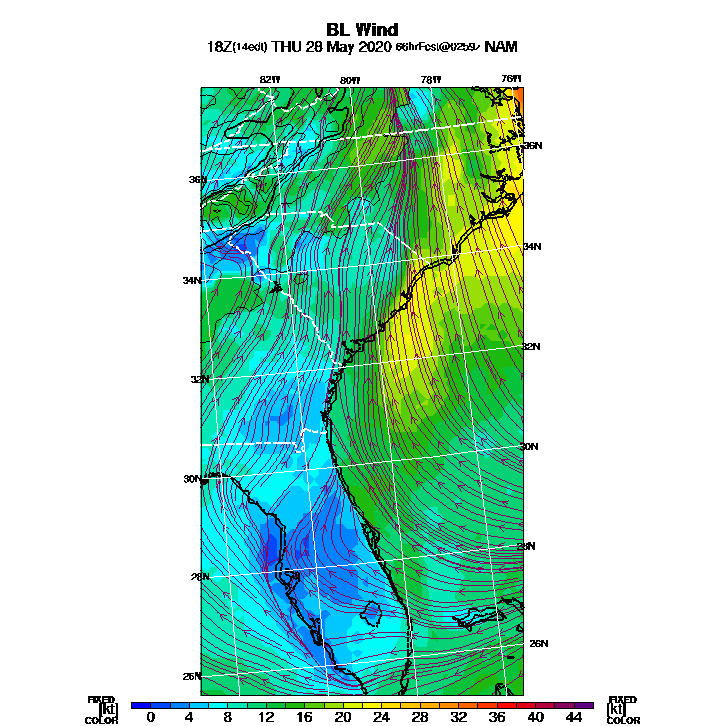 BL Wind
18Z(14edt) THU 28 May 2020 66hrFcst@0259z NAM
82W 80W 78W 76W
36N
36N
34N
34N
32N
32N
30N
30N
28N
28N
26N
26N
FIXED FIXED
[kt] 0 4 8 12 16 20 24 28 32 36 40 44 [kt]
COLOR COLOR